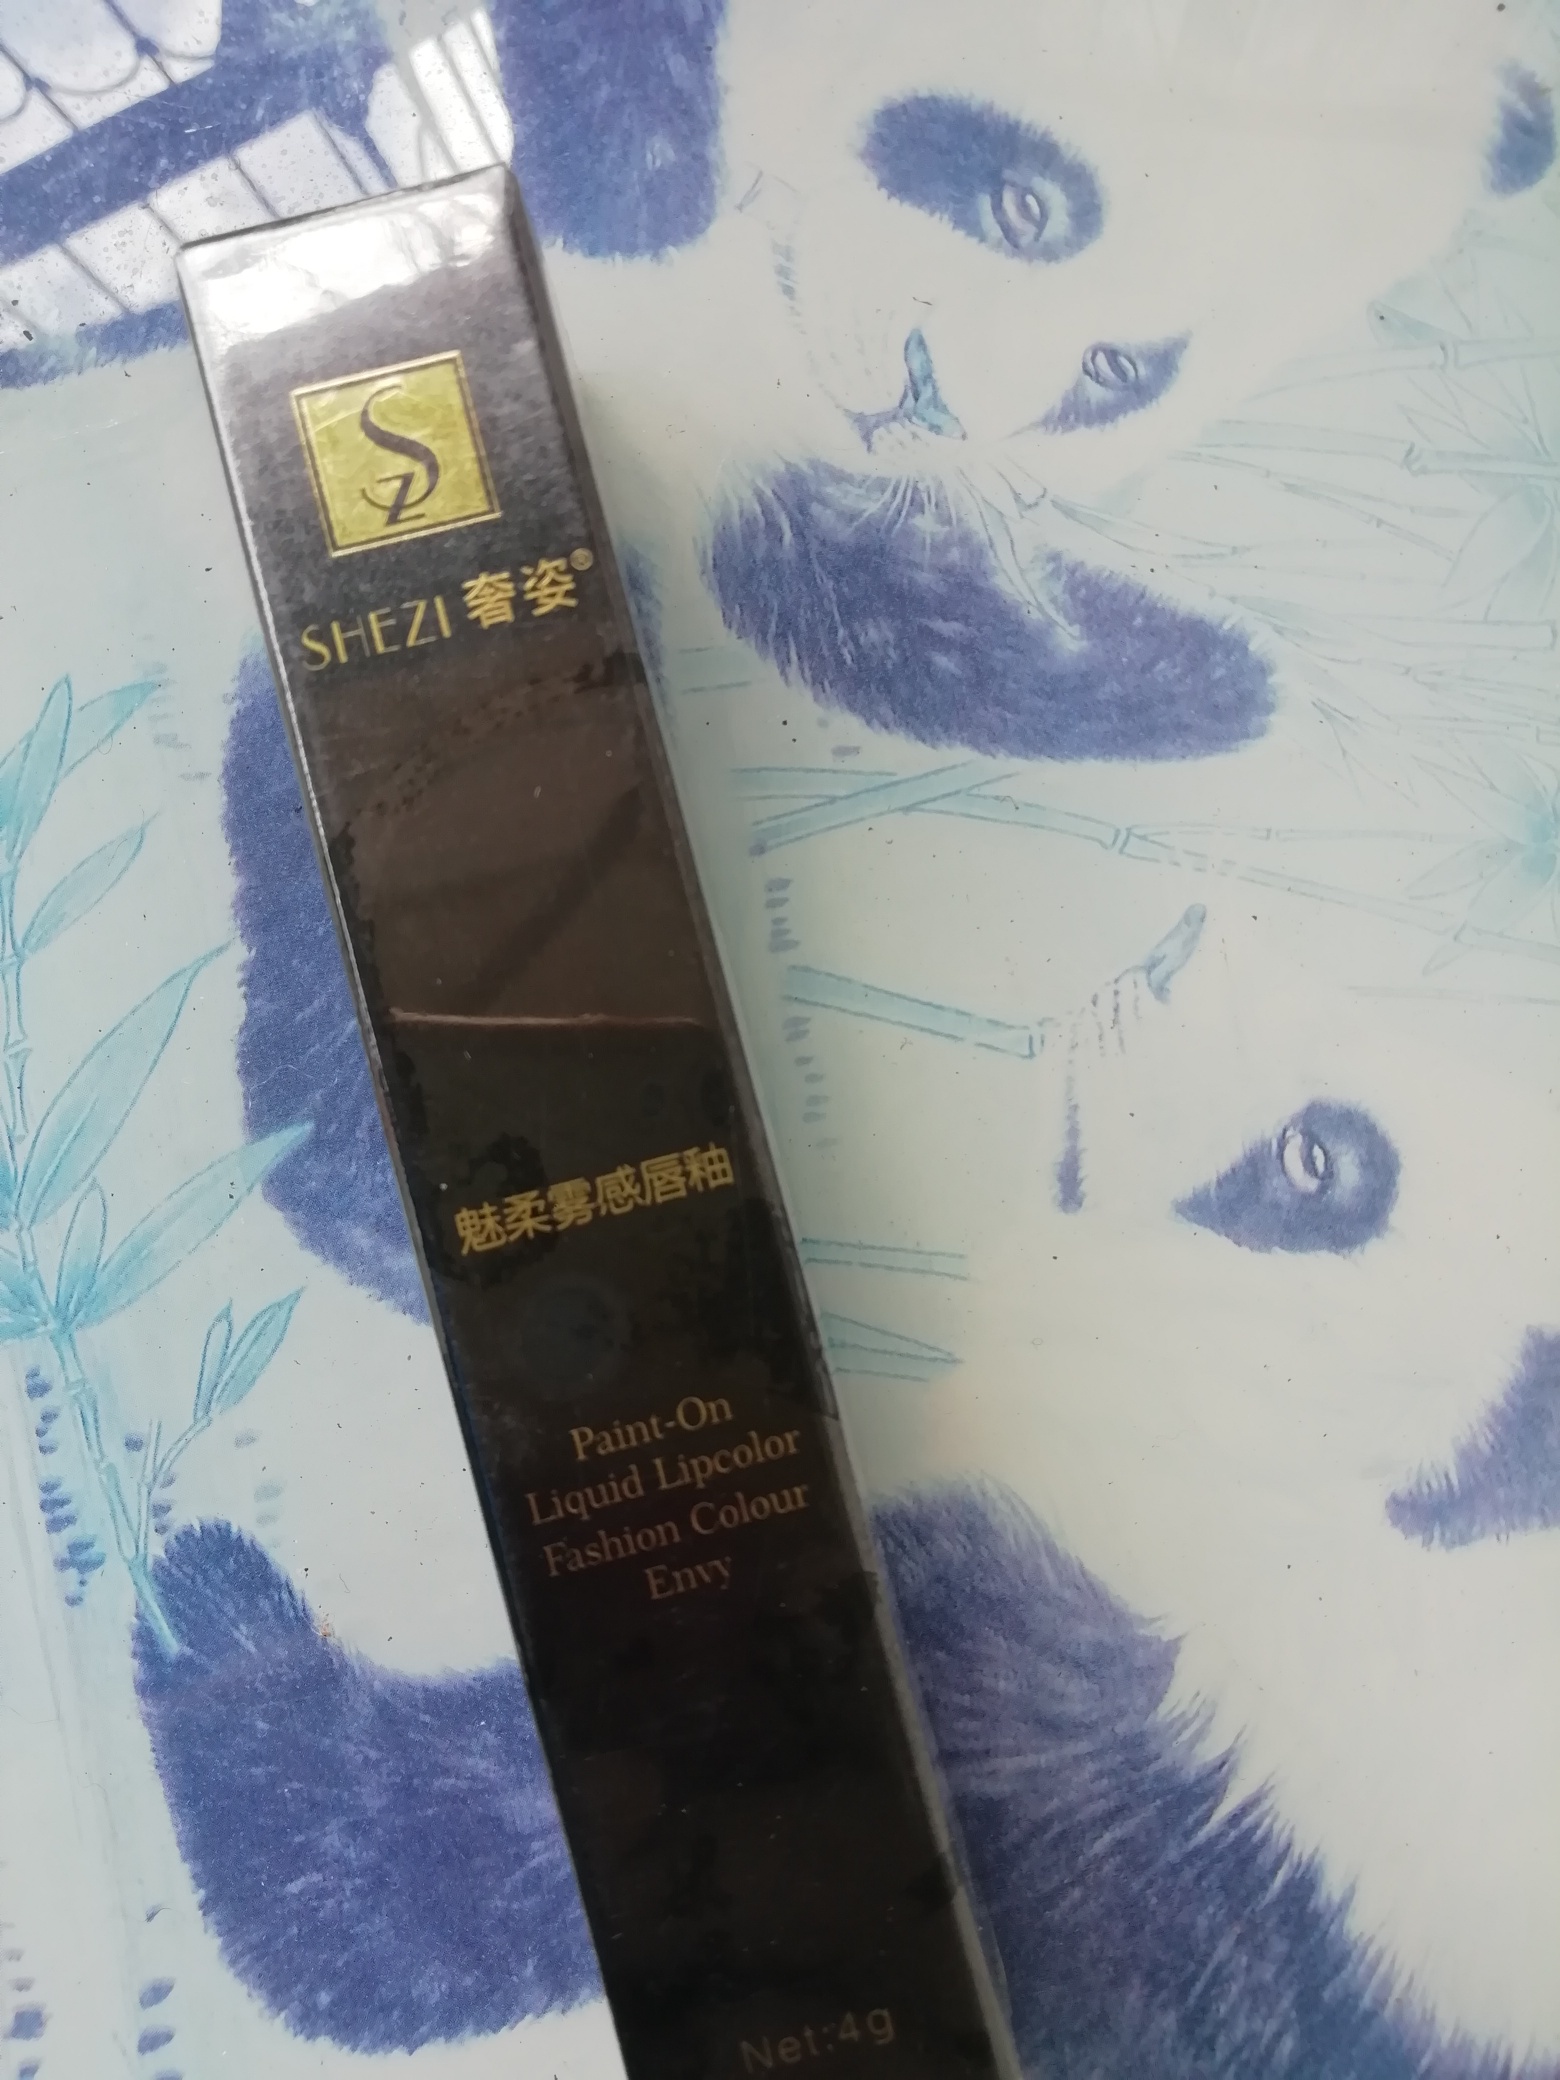 SZ
SHEZI 奢姿®
魅柔雾感唇釉
Paint-On
Liquid Lipcolor
Fashion Colour
Envy
Net:4g